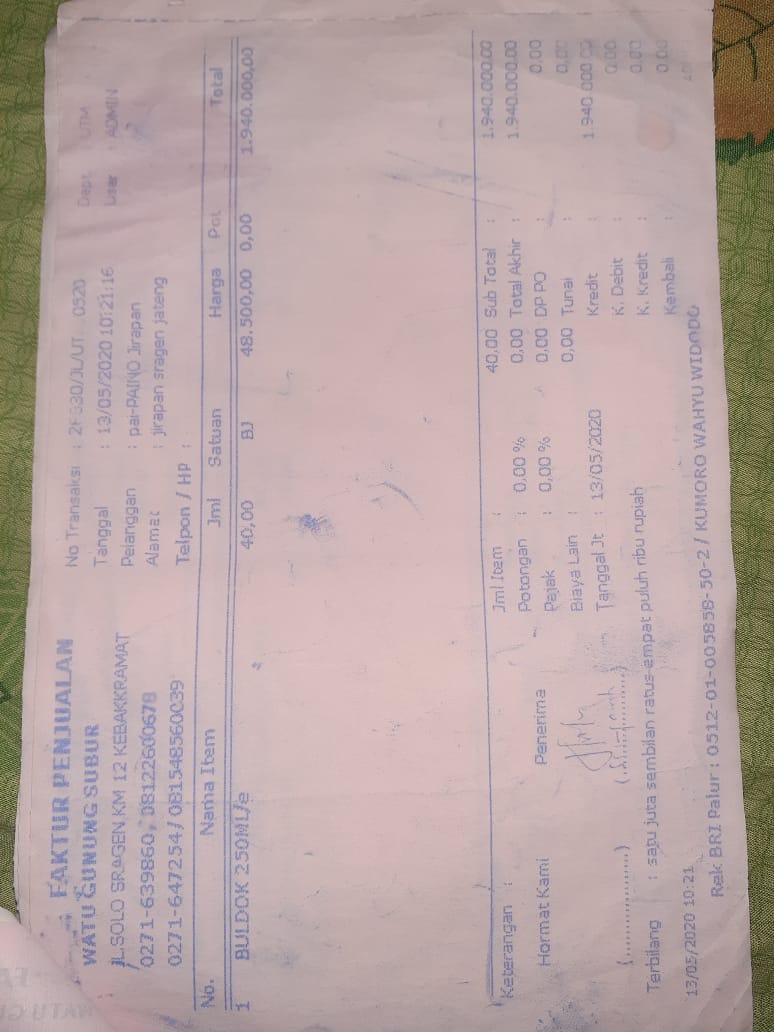 FAKTUR PENJUALAN
WATU GUNUNG SUBUR
JL.SOLO SRAGEN KM 12 KEBAKKRAMAT
0271-639860, 08122600678
0271-647254/ 081548560039
No Transaksi : /JL/UT 0520
Tanggal : 13/05/2020 10:21:16
Pelanggan : pai-PAINO Jirapan
Alamat : jirapan sragen jateng
Telpon / HP :
Dept. : UTM
User : ADMIN
No. Nama Item Jml Satuan Harga Pot Total
1 BULDOK 250ML/e 40,00 BJ 48.500,00 0,00 1.940.000,00
Keterangan :
Hormat Kami Penerima
(...................) (...................)
Jml Item : 40,00
Potongan : 0,00 % 0,00
Pajak : 0,00 % 0,00
Biaya Lain : 0,00
Tanggal Jt : 13/05/2020
Sub Total : 1.940.000,00
Total Akhir : 1.940.000,00
DP PO : 0,00
Tunai : 0,00
Kredit : 1.940.000,00
K. Debit : 0,00
K. Kredit : 0,00
Kembali : 0,00
Terbilang : satu juta sembilan ratus empat puluh ribu rupiah
13/05/2020 10:21
Rek BRI Palur : 0512-01-005858-50-2 / KUMORO WAHYU WIDODO